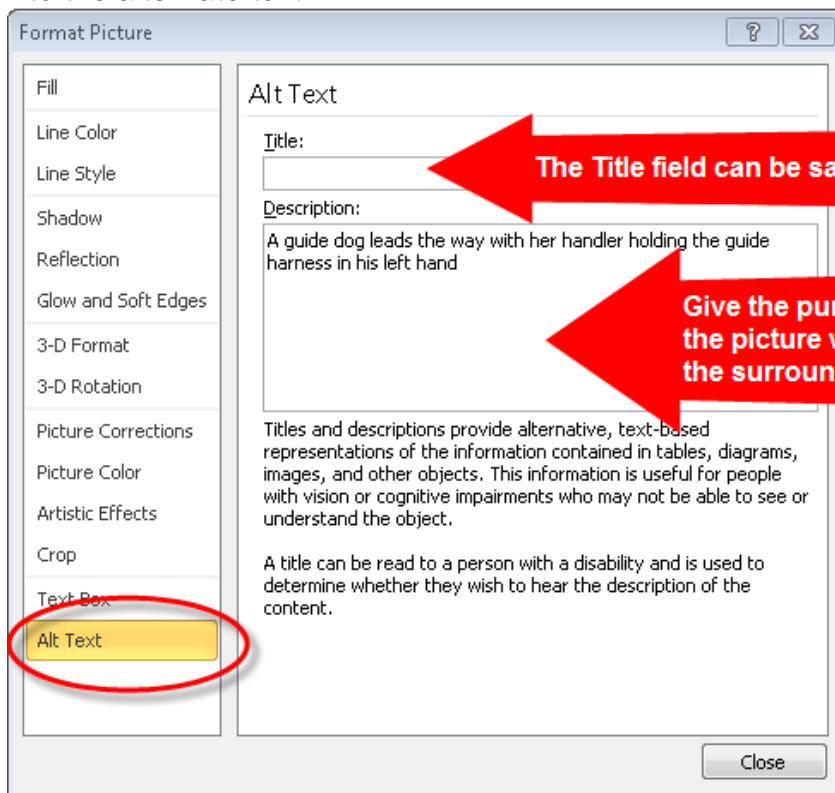 Format Picture
Fill
Line Color
Line Style
Shadow
Reflection
Glow and Soft Edges
3-D Format
3-D Rotation
Picture Corrections
Picture Color
Artistic Effects
Crop
Text Box
Alt Text
Alt Text
Title:
The Title field can be
Description:
A guide dog leads the way with her handler holding the guide
harness in his left hand
Give the
the picture
the
Titles and descriptions provide alternative, text-based
representations of the information contained in tables, diagrams,
images, and other objects. This information is useful for people
with vision or cognitive impairments who may not be able to see or
understand the object.
A title can be read to a person with a disability and is used to
determine whether they wish to hear the description of the
content.
Close